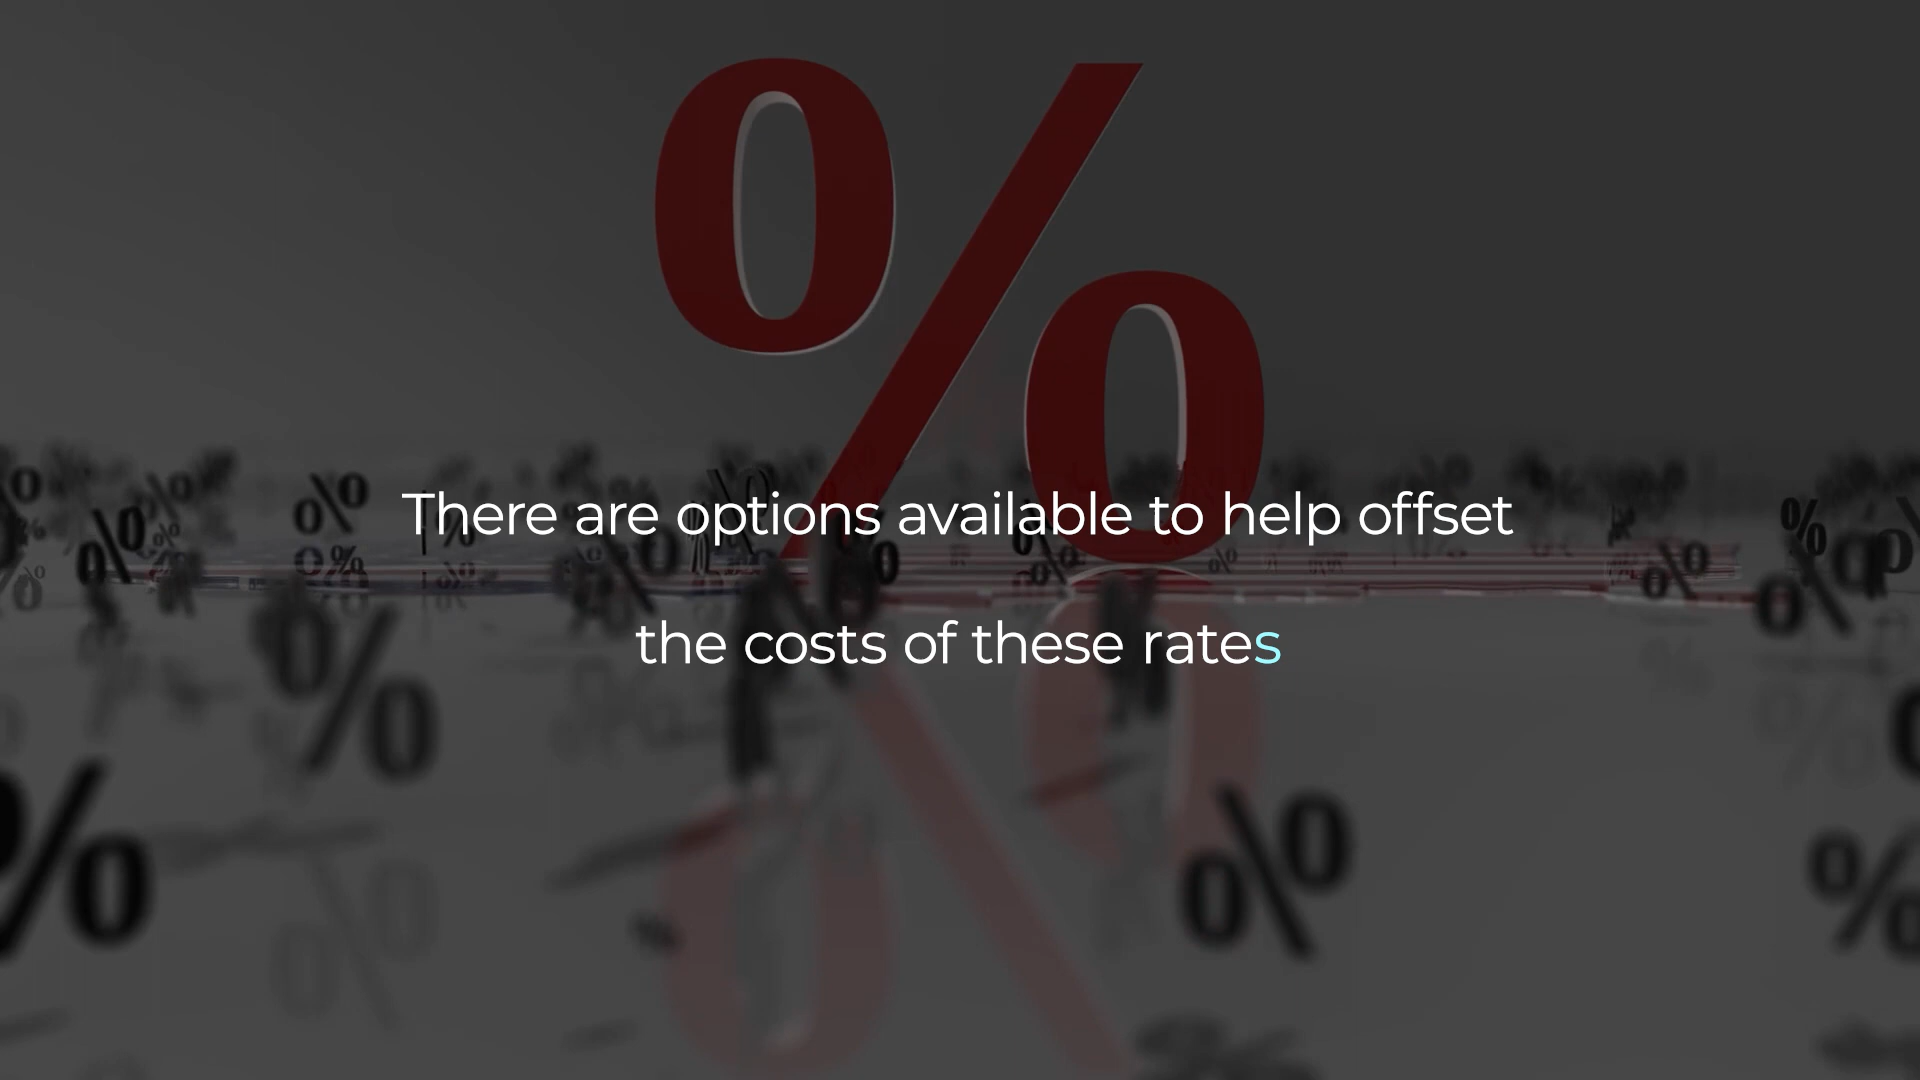 %
There are options available to help offset
the costs of these rates